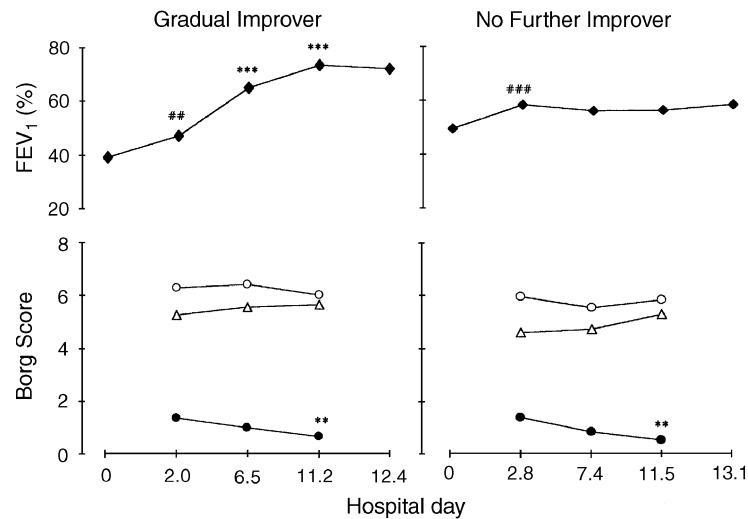 Gradual Improver
No Further Improver
FEV₁ (%)
80
60
40
20
##
***
***
###
Borg Score
8
6
4
2
0
**
**
0 2.0 6.5 11.2 12.4
0 2.8 7.4 11.5 13.1
Hospital day